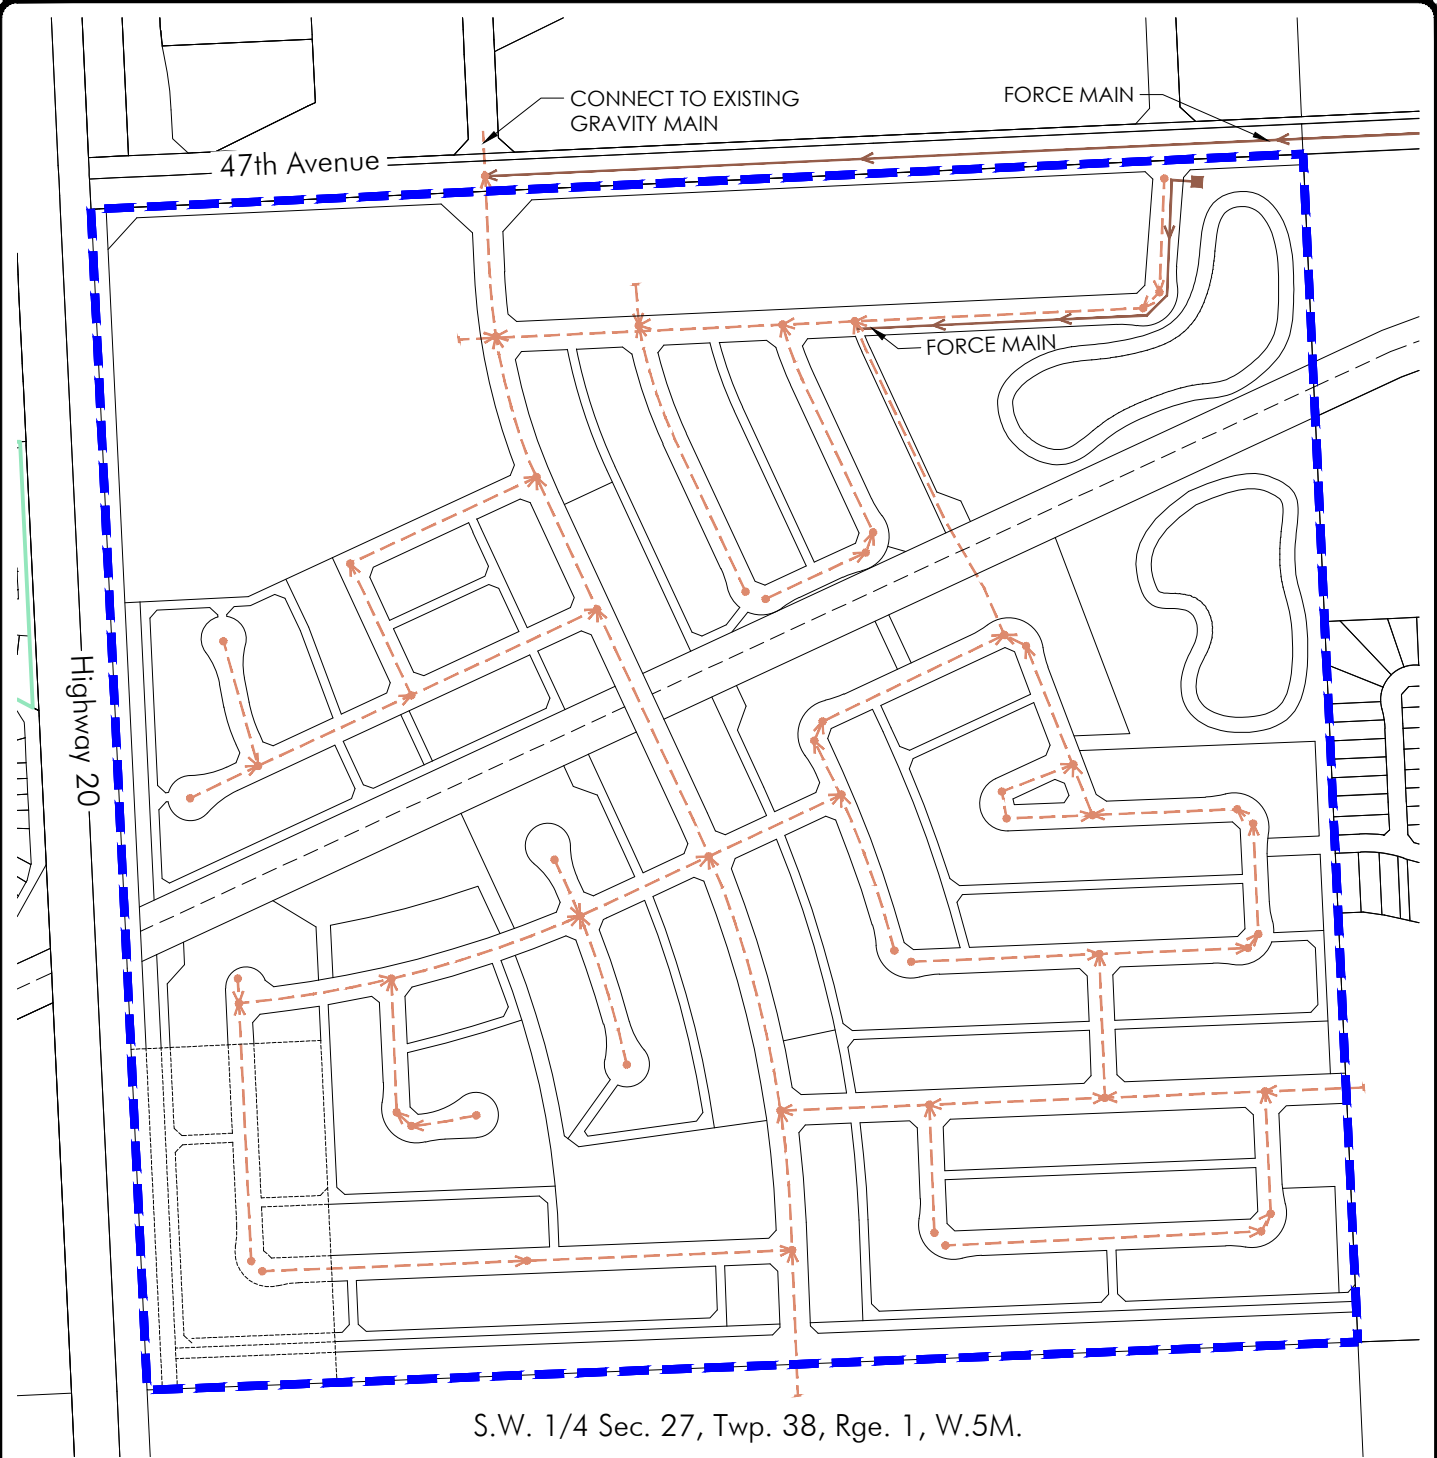 CONNECT TO EXISTING
GRAVITY MAIN
FORCE MAIN
47th Avenue
FORCE MAIN
Highway 20
S.W. 1/4 Sec. 27, Twp. 38, Rge. 1, W.5M.